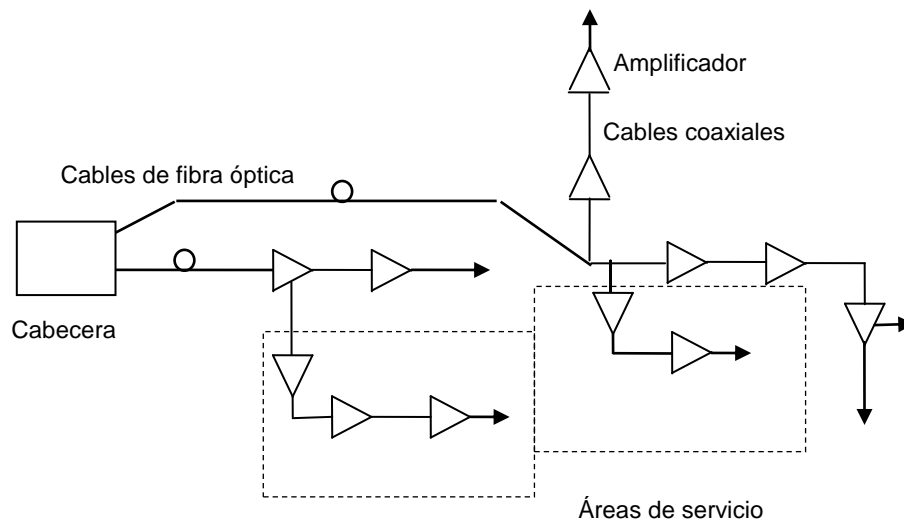 Amplificador
Cables coaxiales
Cables de fibra óptica
Cabecera
Áreas de servicio